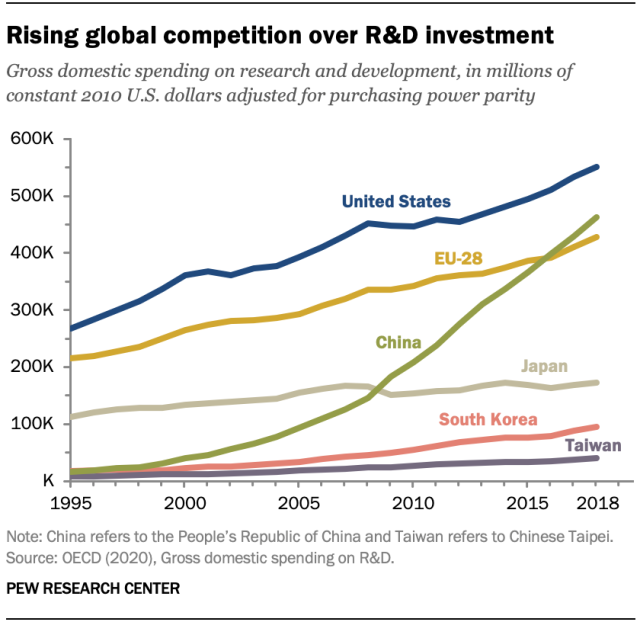 Rising global competition over R&D investment
Gross domestic spending on research and development, in millions of
constant 2010 U.S. dollars adjusted for purchasing power parity
600K
500K
400K
300K
200K
100K
K
United States
EU-28
China
Japan
South Korea
Taiwan
1995
2000
2005
2010
2015
2018
Note: China refers to the People's Republic of China and Taiwan refers to Chinese Taipei.
Source: OECD (2020), Gross domestic spending on R&D.
PEW RESEARCH CENTER